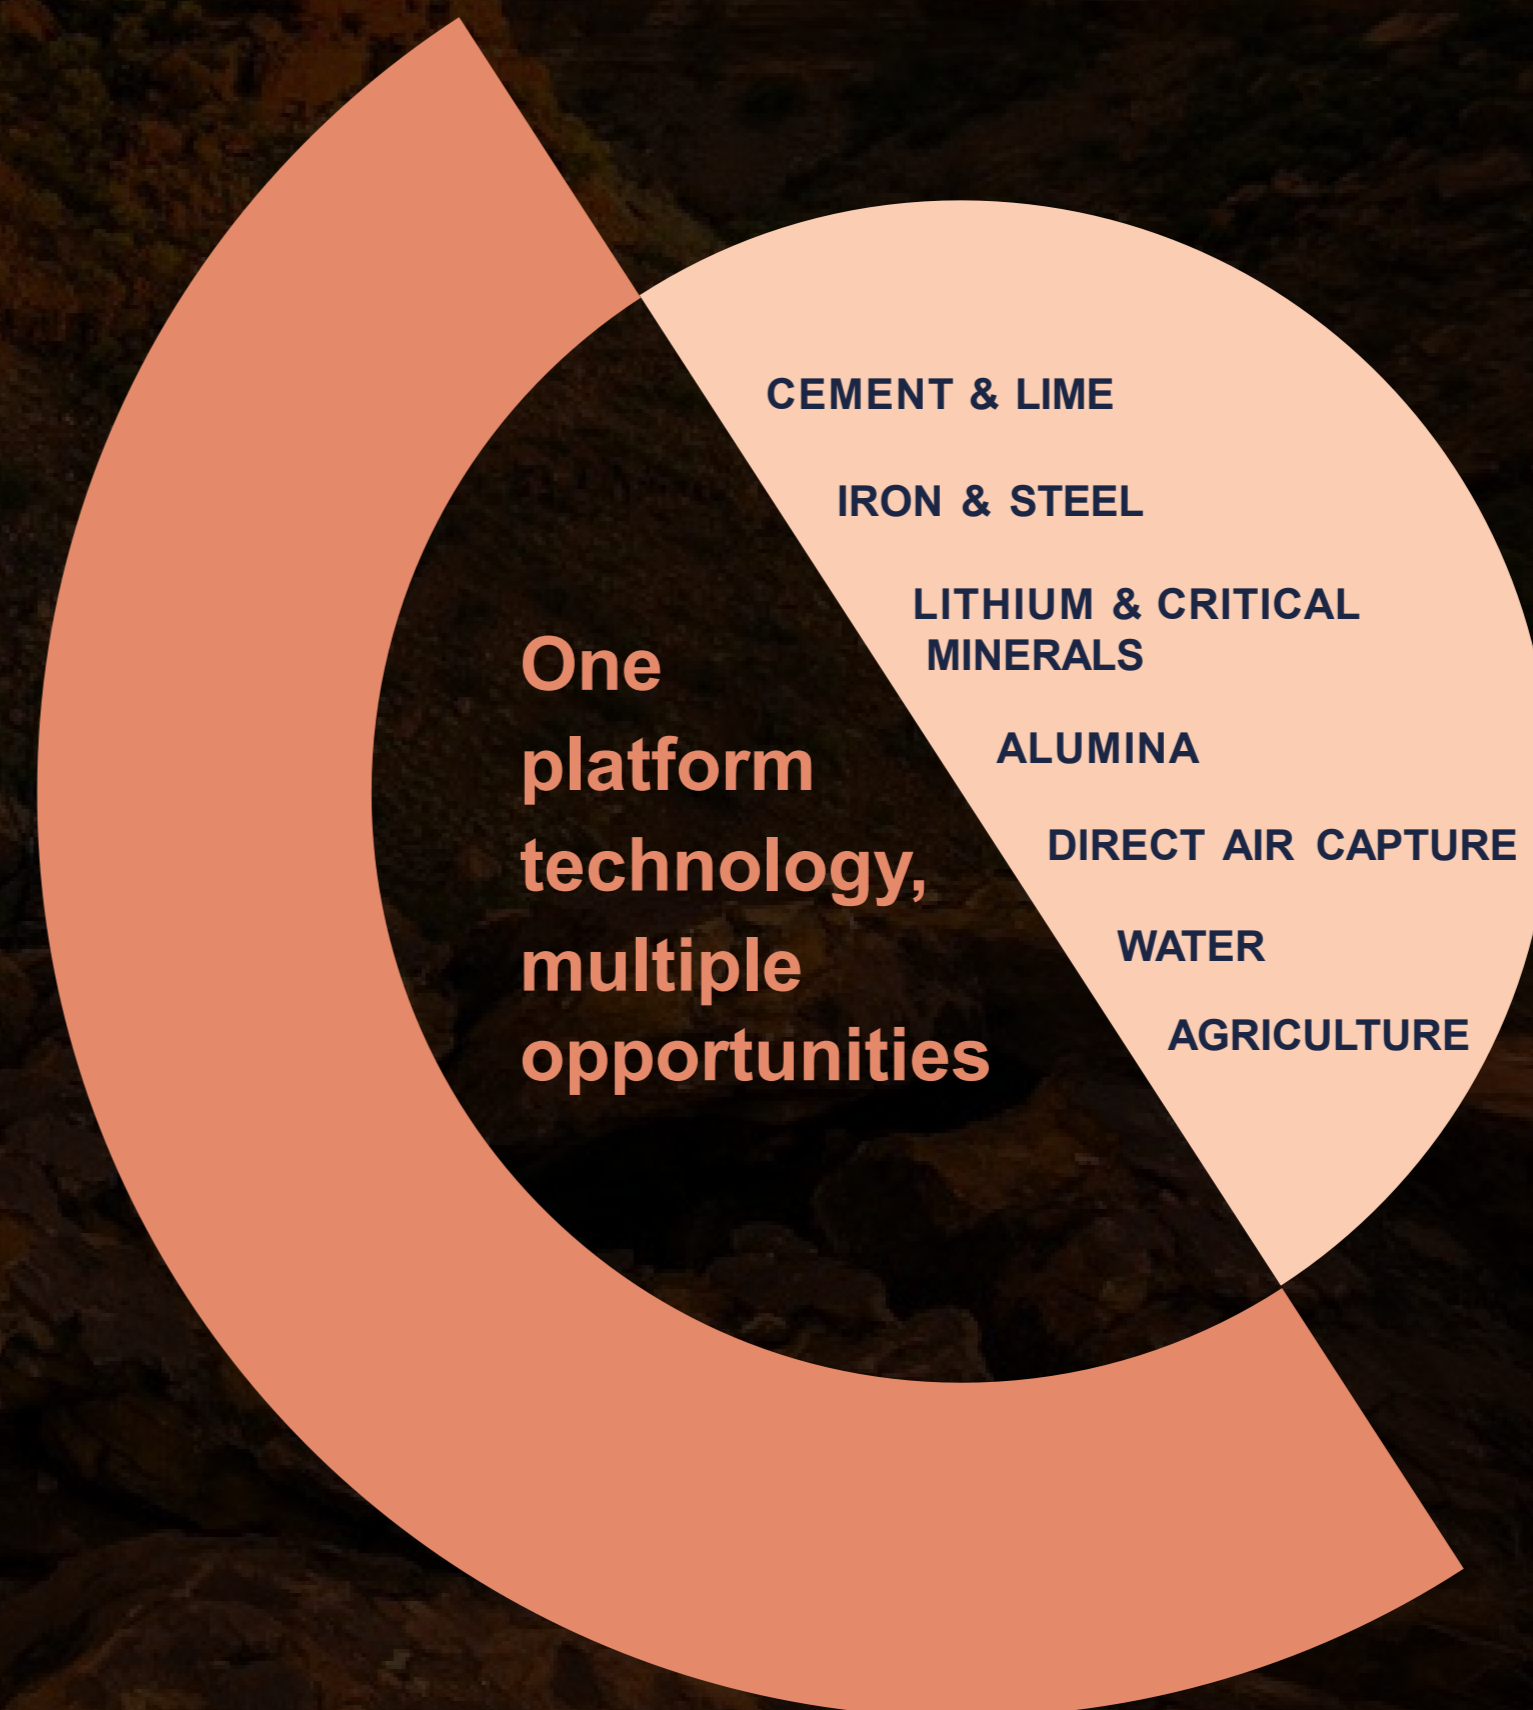 One
platform
technology,
multiple
opportunities
CEMENT & LIME
IRON & STEEL
LITHIUM & CRITICAL
MINERALS
ALUMINA
DIRECT AIR CAPTURE
WATER
AGRICULTURE